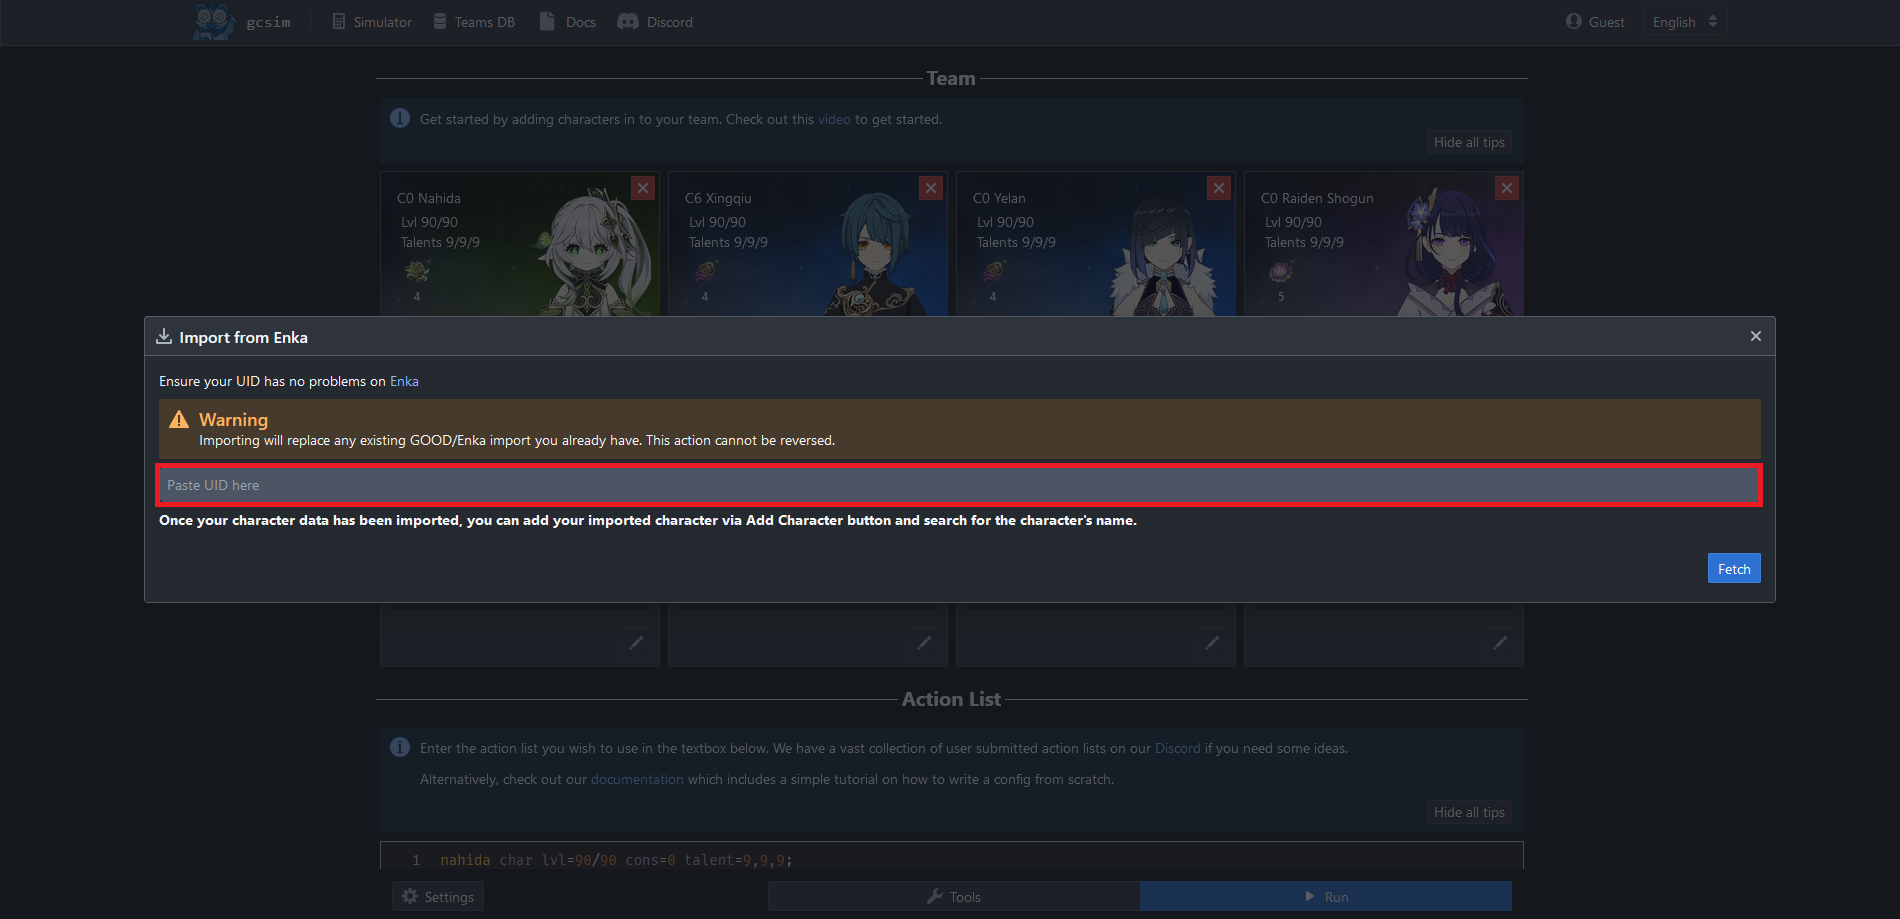 gcsim
Simulator
Teams DB
Docs
Discord
Guest
English
Team
Get started by adding characters in to your team. Check out this video to get started.
Hide all tips
C0 Nahida
Lvl 90/90
Talents 9/9/9
4
C6 Xingqiu
Lvl 90/90
Talents 9/9/9
4
C0 Yelan
Lvl 90/90
Talents 9/9/9
4
C0 Raiden Shogun
Lvl 90/90
Talents 9/9/9
5
Import from Enka
Ensure your UID has no problems on Enka
Warning
Importing will replace any existing GOOD/Enka import you already have. This action cannot be reversed.
Paste UID here
Once your character data has been imported, you can add your imported character via Add Character button and search for the character's name.
Fetch
Action List
Enter the action list you wish to use in the textbox below. We have a vast collection of user submitted action lists on our Discord if you need some ideas.
Alternatively, check out our documentation which includes a simple tutorial on how to write a config from scratch.
Hide all tips
1 nahida char lvl=90/90 cons=0 talent=9,9,9;
Settings
Tools
Run